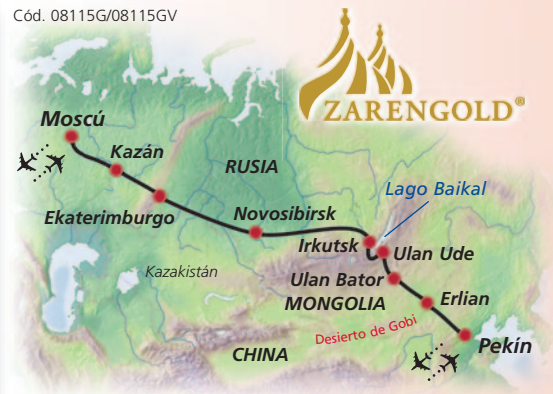 Cód. 08115G/08115GV
ZARENGOLD®
Moscú
Kazán
RUSIA
Lago Baikal
Ekaterimburgo
Novosibirsk
Irkutsk
Ulan Ude
Kazakistán
Ulan Bator
MONGOLIA
Erlian
Desierto de Gobi
Pekín
CHINA